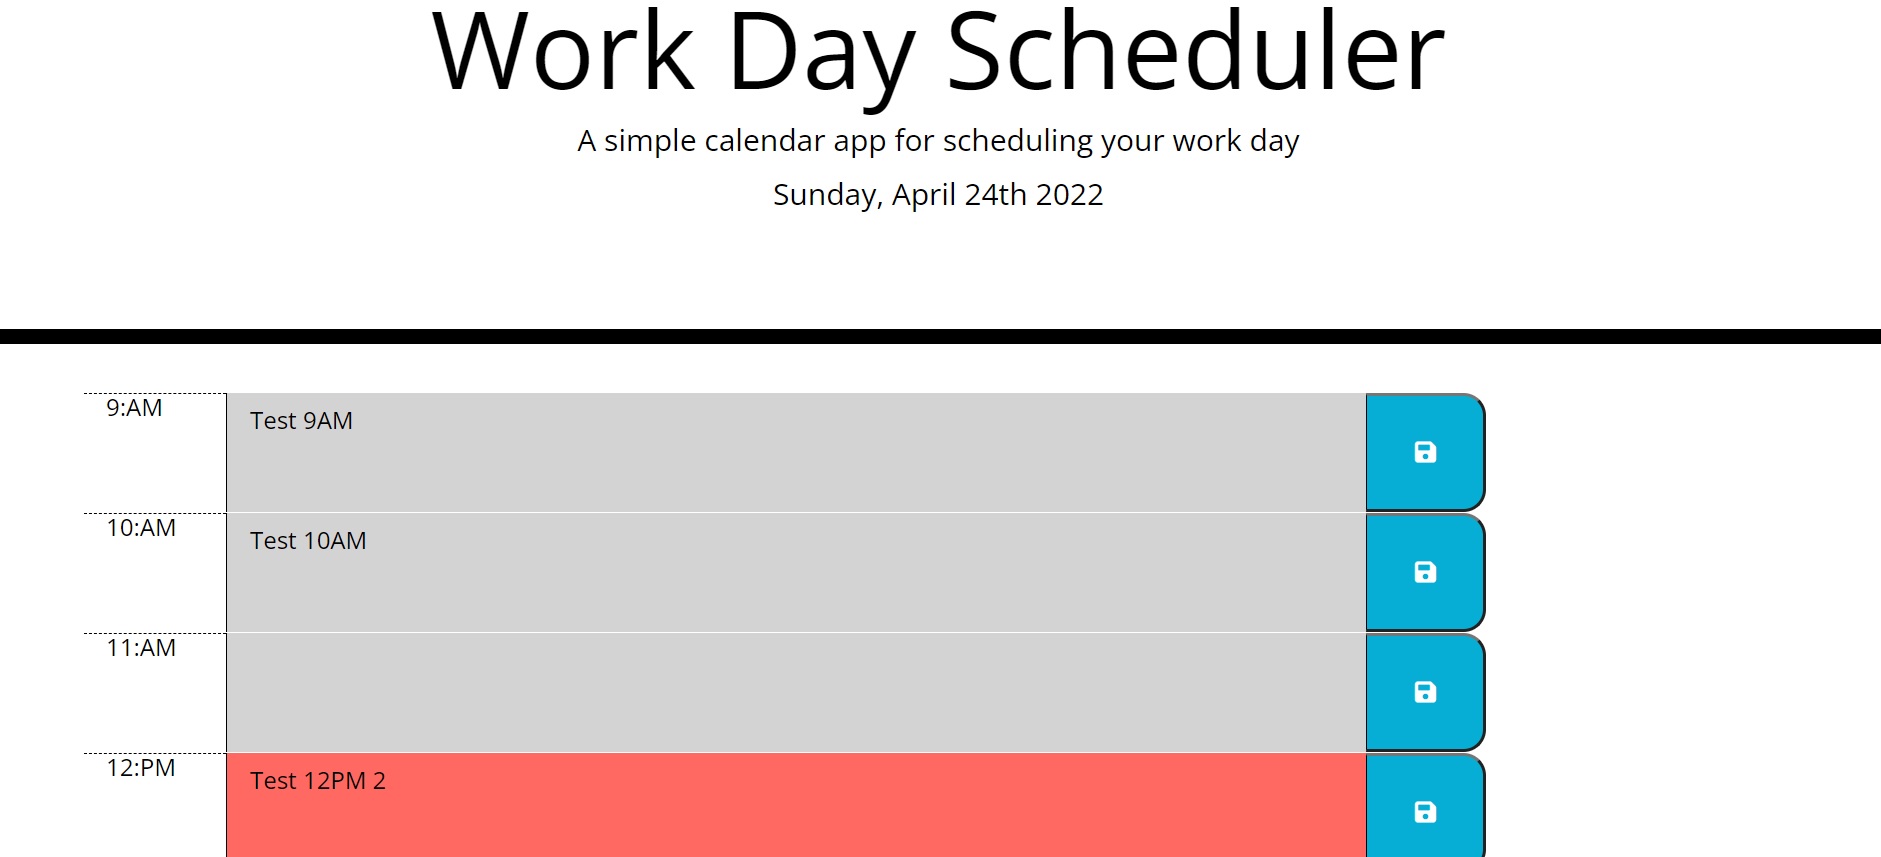 Work Day Scheduler
A simple calendar app for scheduling your work day
Sunday, April 24th 2022
9:AM
Test 9AM
10:AM
Test 10AM
11:AM
12:PM
Test 12PM 2